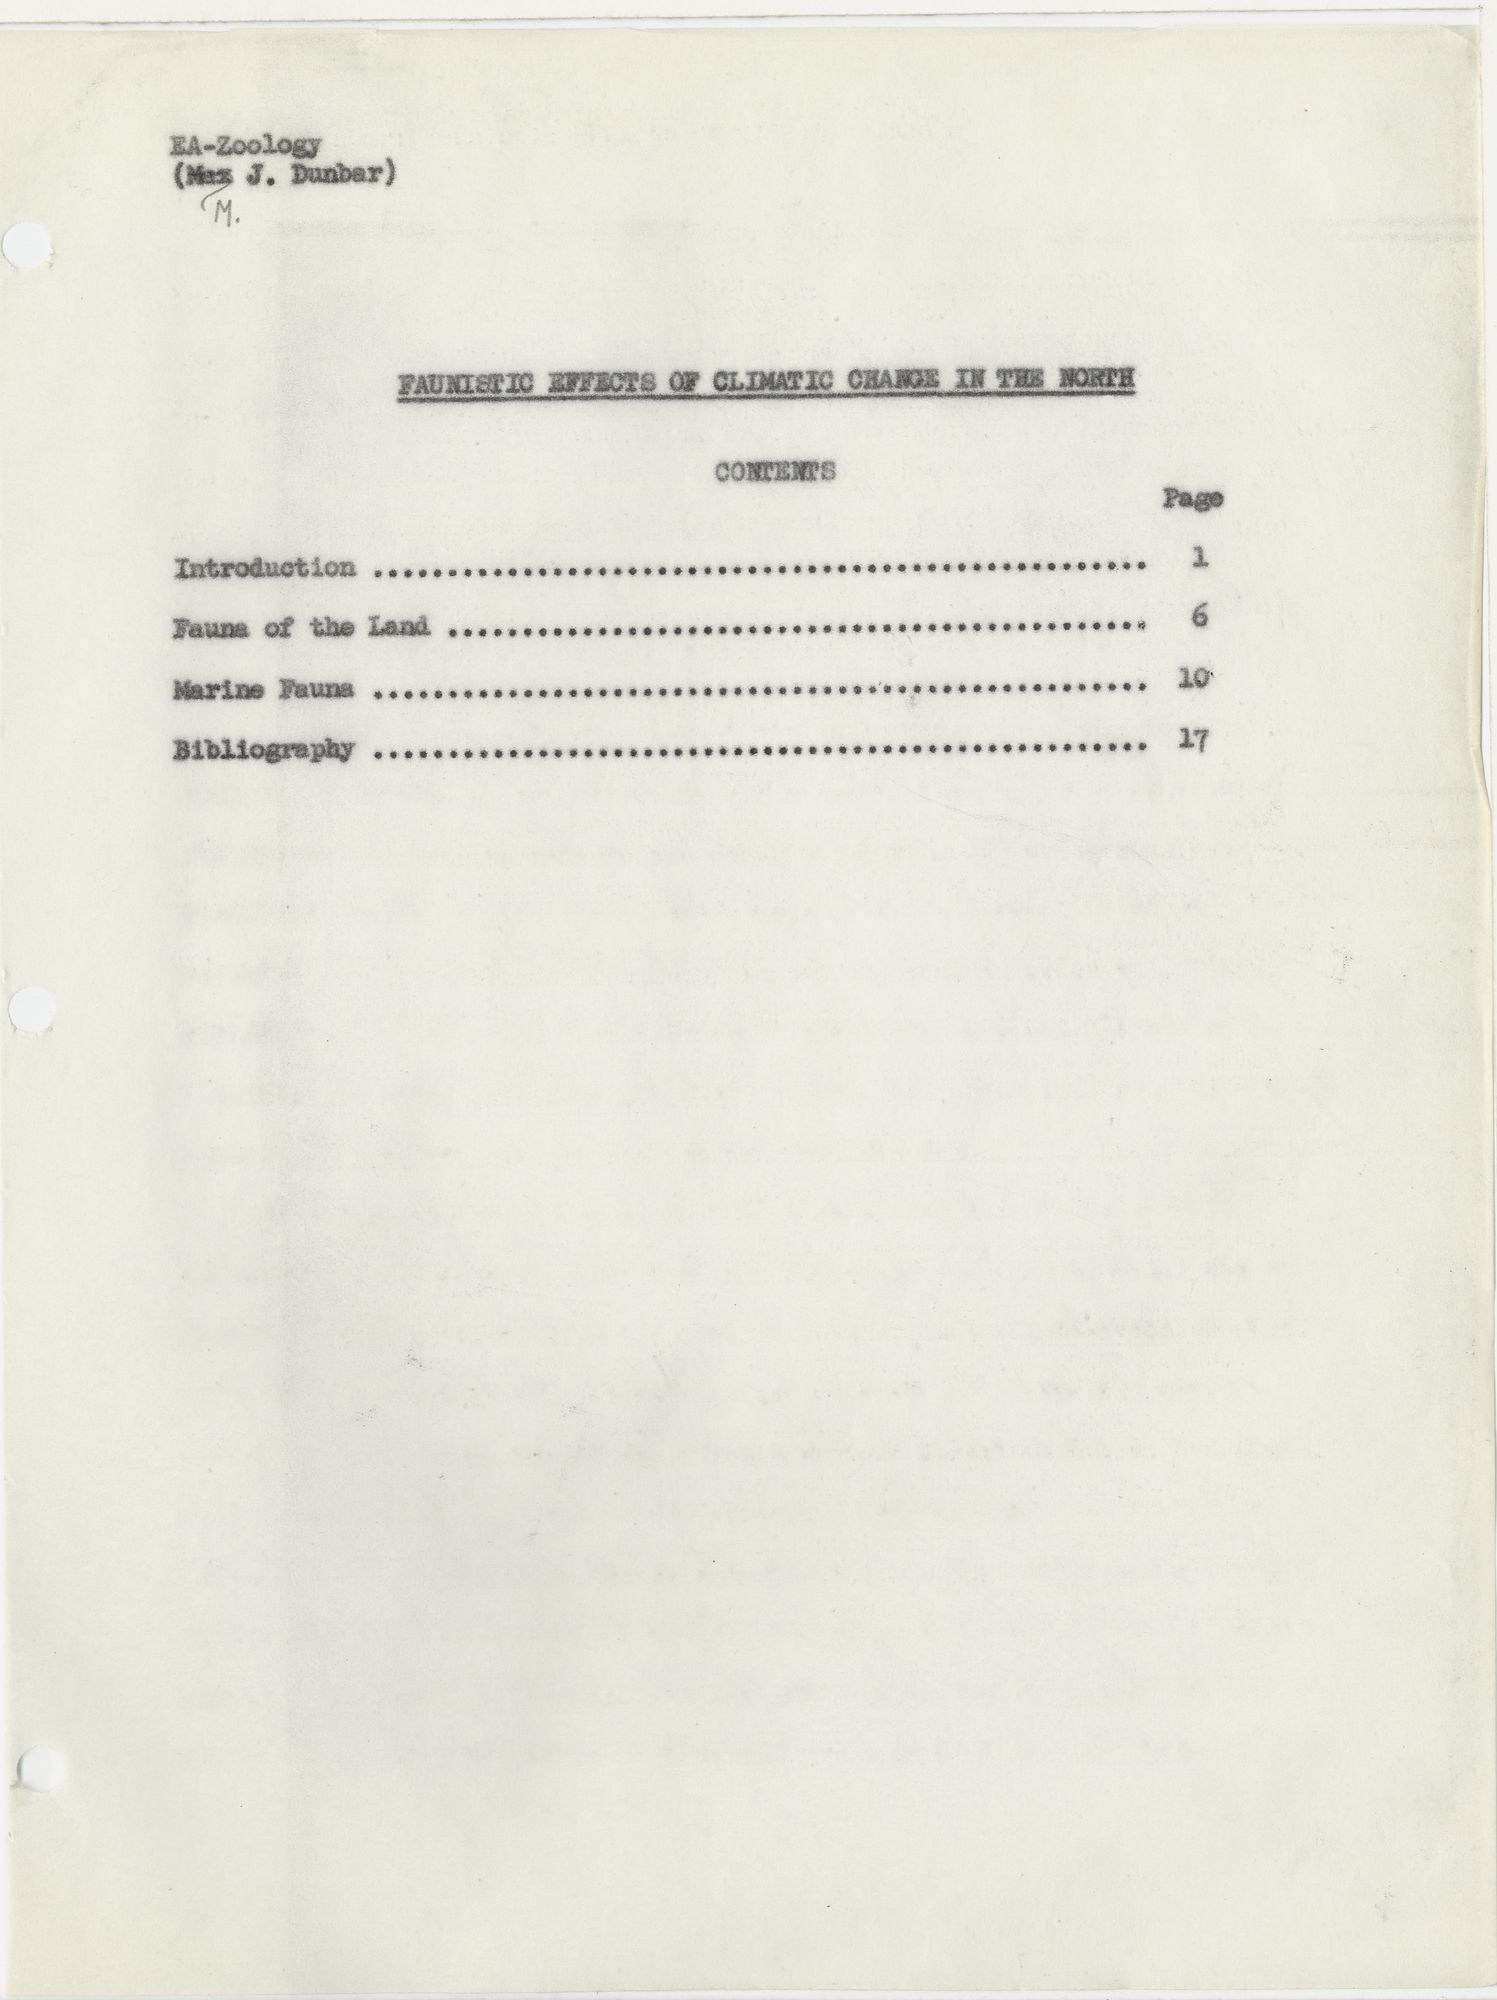 EA-Zoology
(Max J. Dunbar)
M.
FAUNISTIC EFFECTS OF CLIMATIC CHANGE IN THE NORTH
CONTENTS
Page
Introduction .................................................... 1
Fauna of the Land ............................................... 6
Marine Fauna .................................................... 10
Bibliography .................................................... 17